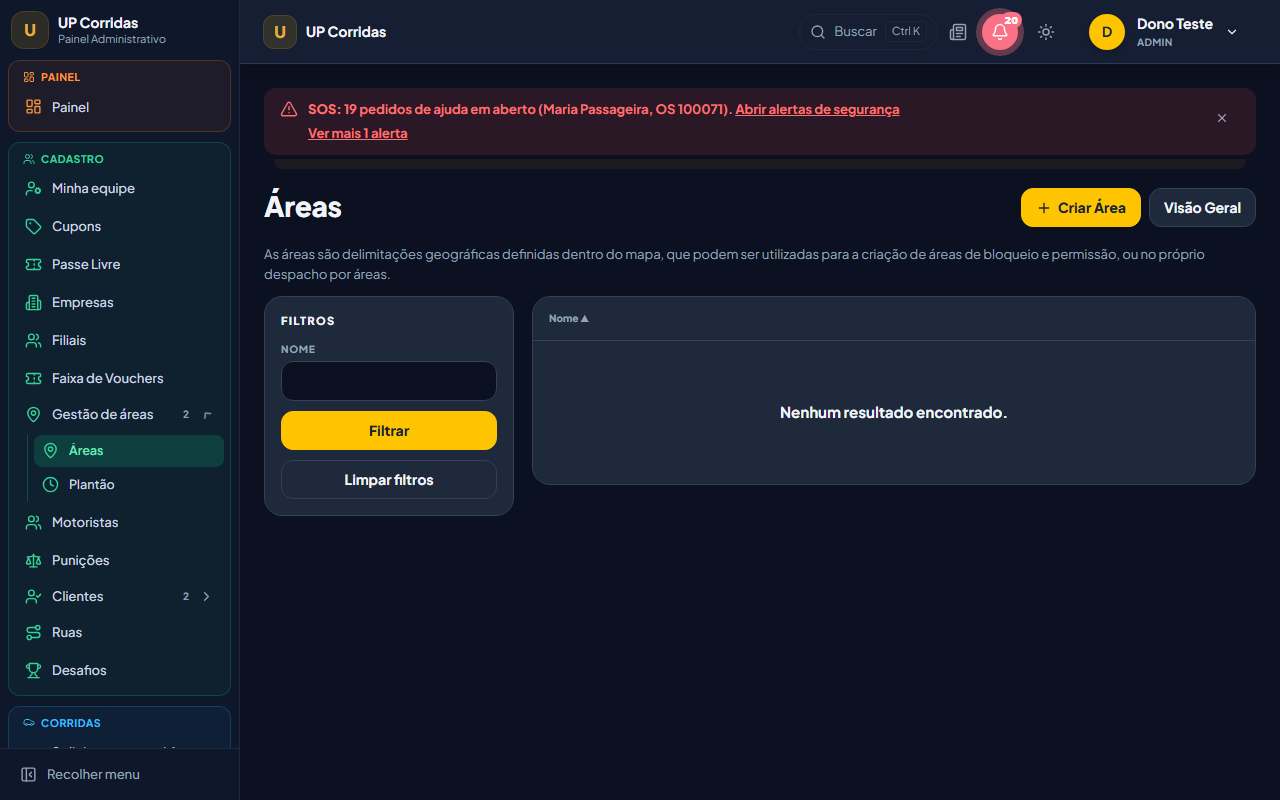 U
UP Corridas
Painel Administrativo
PAINEL
Painel
CADASTRO
Minha equipe
Cupons
Passe Livre
Empresas
Filiais
Faixa de Vouchers
Gestão de áreas 2
Áreas
Plantão
Motoristas
Punições
Clientes 2
Ruas
Desafios
CORRIDAS
Recolher menu
U
UP Corridas
Buscar Ctrl K
20
D
Dono Teste
ADMIN
SOS: 19 pedidos de ajuda em aberto (Maria Passageira, OS 100071). Abrir alertas de segurança
Ver mais 1 alerta
Áreas
Criar Área
Visão Geral
As áreas são delimitações geográficas definidas dentro do mapa, que podem ser utilizadas para a criação de áreas de bloqueio e permissão, ou no próprio
despacho por áreas.
FILTROS
NOME
Filtrar
Limpar filtros
Nome ▲
Nenhum resultado encontrado.